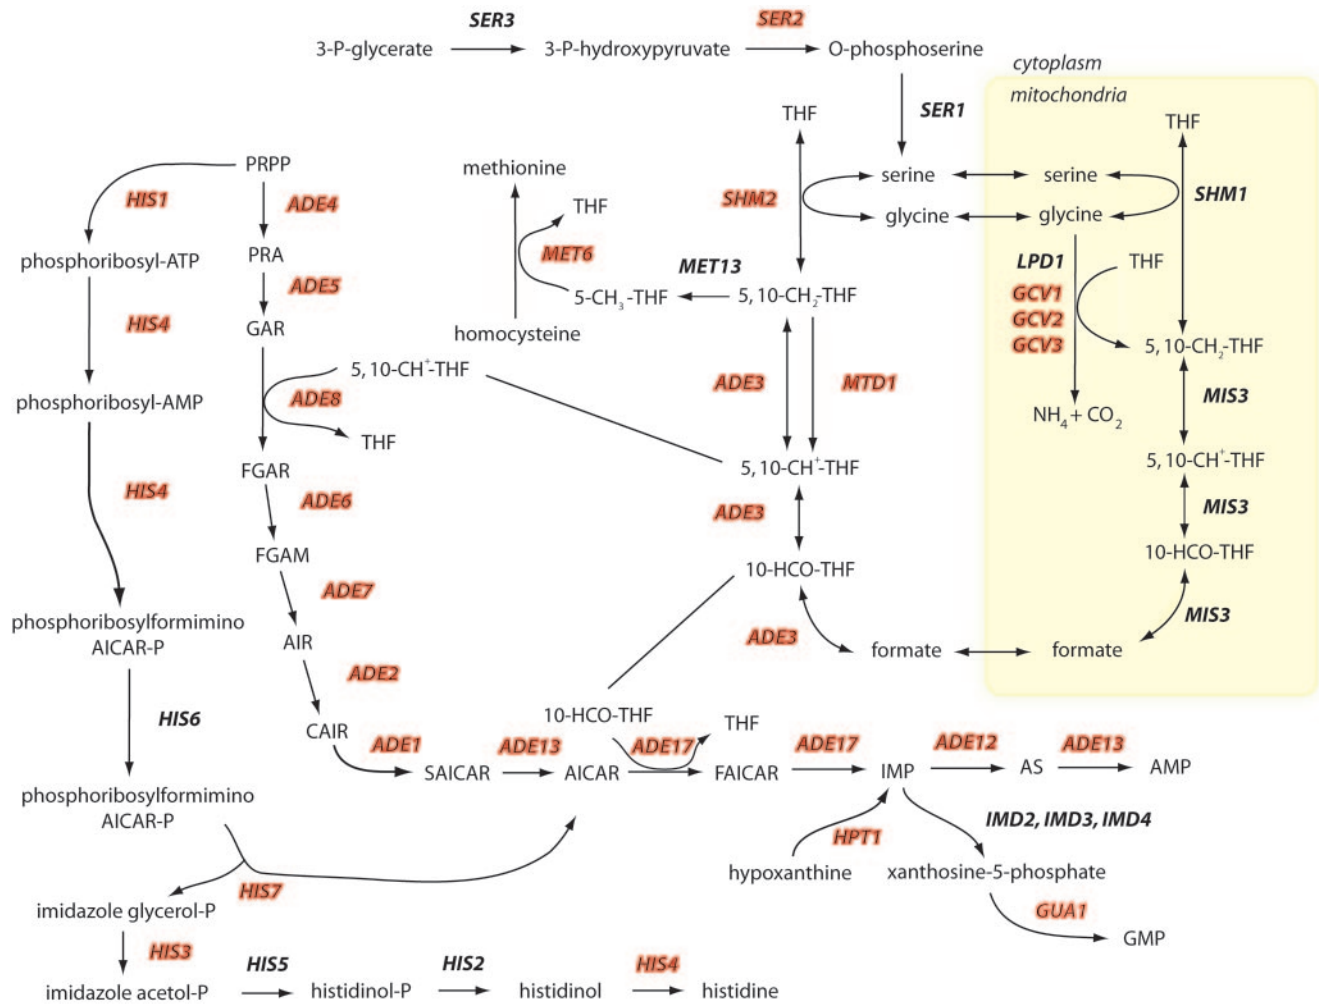 SER3
SER2
3-P-glycerate
3-P-hydroxypyruvate
O-phosphoserine
cytoplasm
mitochondria
THF
SER1
THF
PRPP
methionine
serine
serine
HIS1
ADE4
THF
SHM2
SHM1
glycine
glycine
phosphoribosyl-ATP
PRA
MET6
MET13
LPD1
THF
ADE5
5-CH3-THF
5, 10-CH2-THF
GCV1
GCV2
GCV3
HIS4
GAR
homocysteine
5, 10-CH2-THF
5, 10-CH+-THF
ADE3
MTD1
phosphoribosyl-AMP
ADE8
MIS3
NH4 + CO2
THF
FGAR
5, 10-CH+-THF
5, 10-CH+-THF
HIS4
ADE6
ADE3
MIS3
FGAM
10-HCO-THF
10-HCO-THF
ADE7
phosphoribosylformimino
AICAR-P
AIR
ADE3
MIS3
formate
formate
ADE2
HIS6
10-HCO-THF
THF
CAIR
ADE1
ADE13
ADE17
ADE17
ADE12
ADE13
SAICAR
AICAR
FAICAR
IMP
AS
AMP
phosphoribosylformimino
AICAR-P
HPT1
IMD2, IMD3, IMD4
hypoxanthine
xanthosine-5-phosphate
HIS7
imidazole glycerol-P
GUA1
GMP
HIS3
HIS5
HIS2
HIS4
imidazole acetol-P
histidinol-P
histidinol
histidine